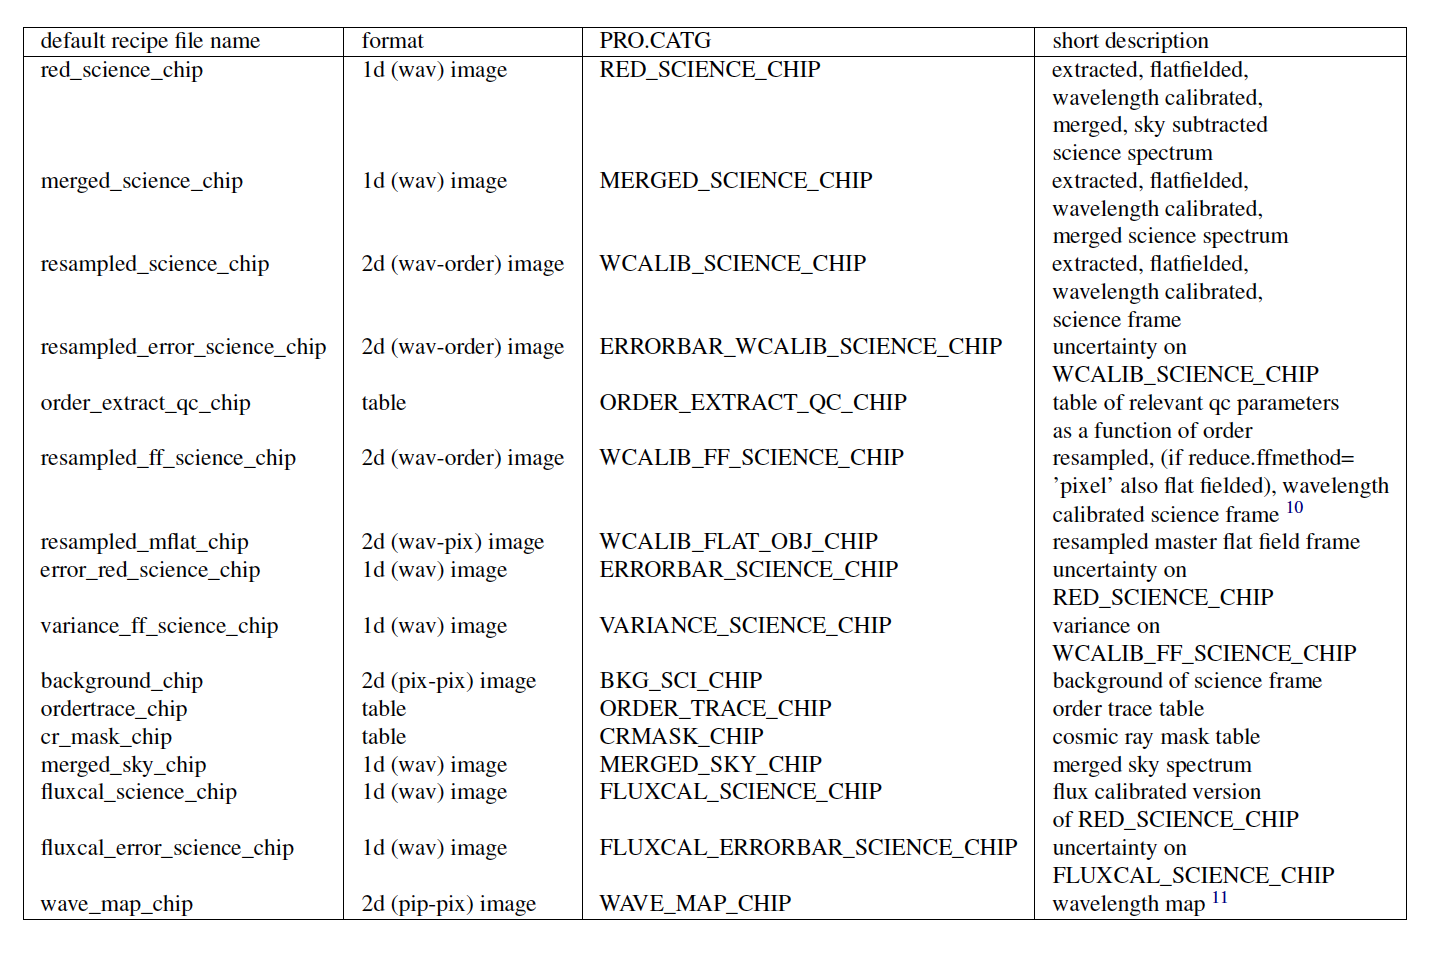 default recipe file name format PRO.CATG short description
red_science_chip 1d (wav) image RED_SCIENCE_CHIP extracted, flatfielded,
wavelength calibrated,
merged, sky subtracted
science spectrum
merged_science_chip 1d (wav) image MERGED_SCIENCE_CHIP extracted, flatfielded,
wavelength calibrated,
merged science spectrum
resampled_science_chip 2d (wav-order) image WCALIB_SCIENCE_CHIP extracted, flatfielded,
wavelength calibrated,
science frame
resampled_error_science_chip 2d (wav-order) image ERRORBAR_WCALIB_SCIENCE_CHIP uncertainty on
WCALIB_SCIENCE_CHIP
order_extract_qc_chip table ORDER_EXTRACT_QC_CHIP table of relevant qc parameters
as a function of order
resampled_ff_science_chip 2d (wav-order) image WCALIB_FF_SCIENCE_CHIP resampled, (if reduce.ffmethod=
’pixel’ also flat fielded), wavelength
calibrated science frame 10
resampled_mflat_chip 2d (wav-pix) image WCALIB_FLAT_OBJ_CHIP resampled master flat field frame
error_red_science_chip 1d (wav) image ERRORBAR_SCIENCE_CHIP uncertainty on
RED_SCIENCE_CHIP
variance_ff_science_chip 1d (wav) image VARIANCE_SCIENCE_CHIP variance on
WCALIB_FF_SCIENCE_CHIP
background_chip 2d (pix-pix) image BKG_SCI_CHIP background of science frame
ordertrace_chip table ORDER_TRACE_CHIP order trace table
cr_mask_chip table CRMASK_CHIP cosmic ray mask table
merged_sky_chip 1d (wav) image MERGED_SKY_CHIP merged sky spectrum
fluxcal_science_chip 1d (wav) image FLUXCAL_SCIENCE_CHIP flux calibrated version
of RED_SCIENCE_CHIP
fluxcal_error_science_chip 1d (wav) image FLUXCAL_ERRORBAR_SCIENCE_CHIP uncertainty on
FLUXCAL_SCIENCE_CHIP
wave_map_chip 2d (pip-pix) image WAVE_MAP_CHIP wavelength map 11